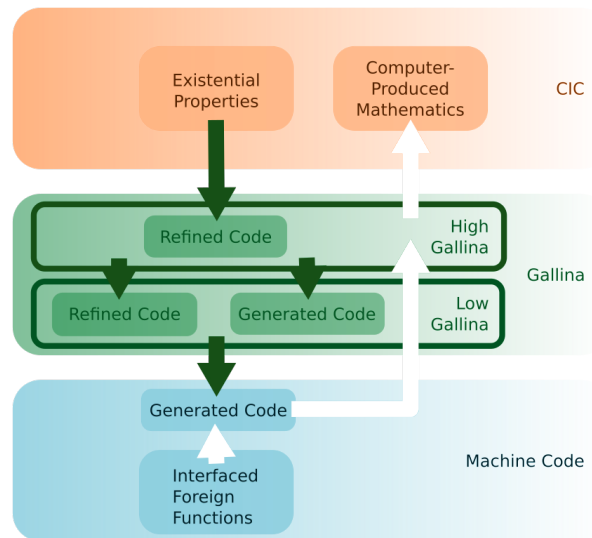 Existential
Properties
Computer-
Produced
Mathematics
CIC
Refined Code
High
Gallina
Gallina
Refined Code
Generated Code
Low
Gallina
Generated Code
Machine Code
Interfaced
Foreign
Functions